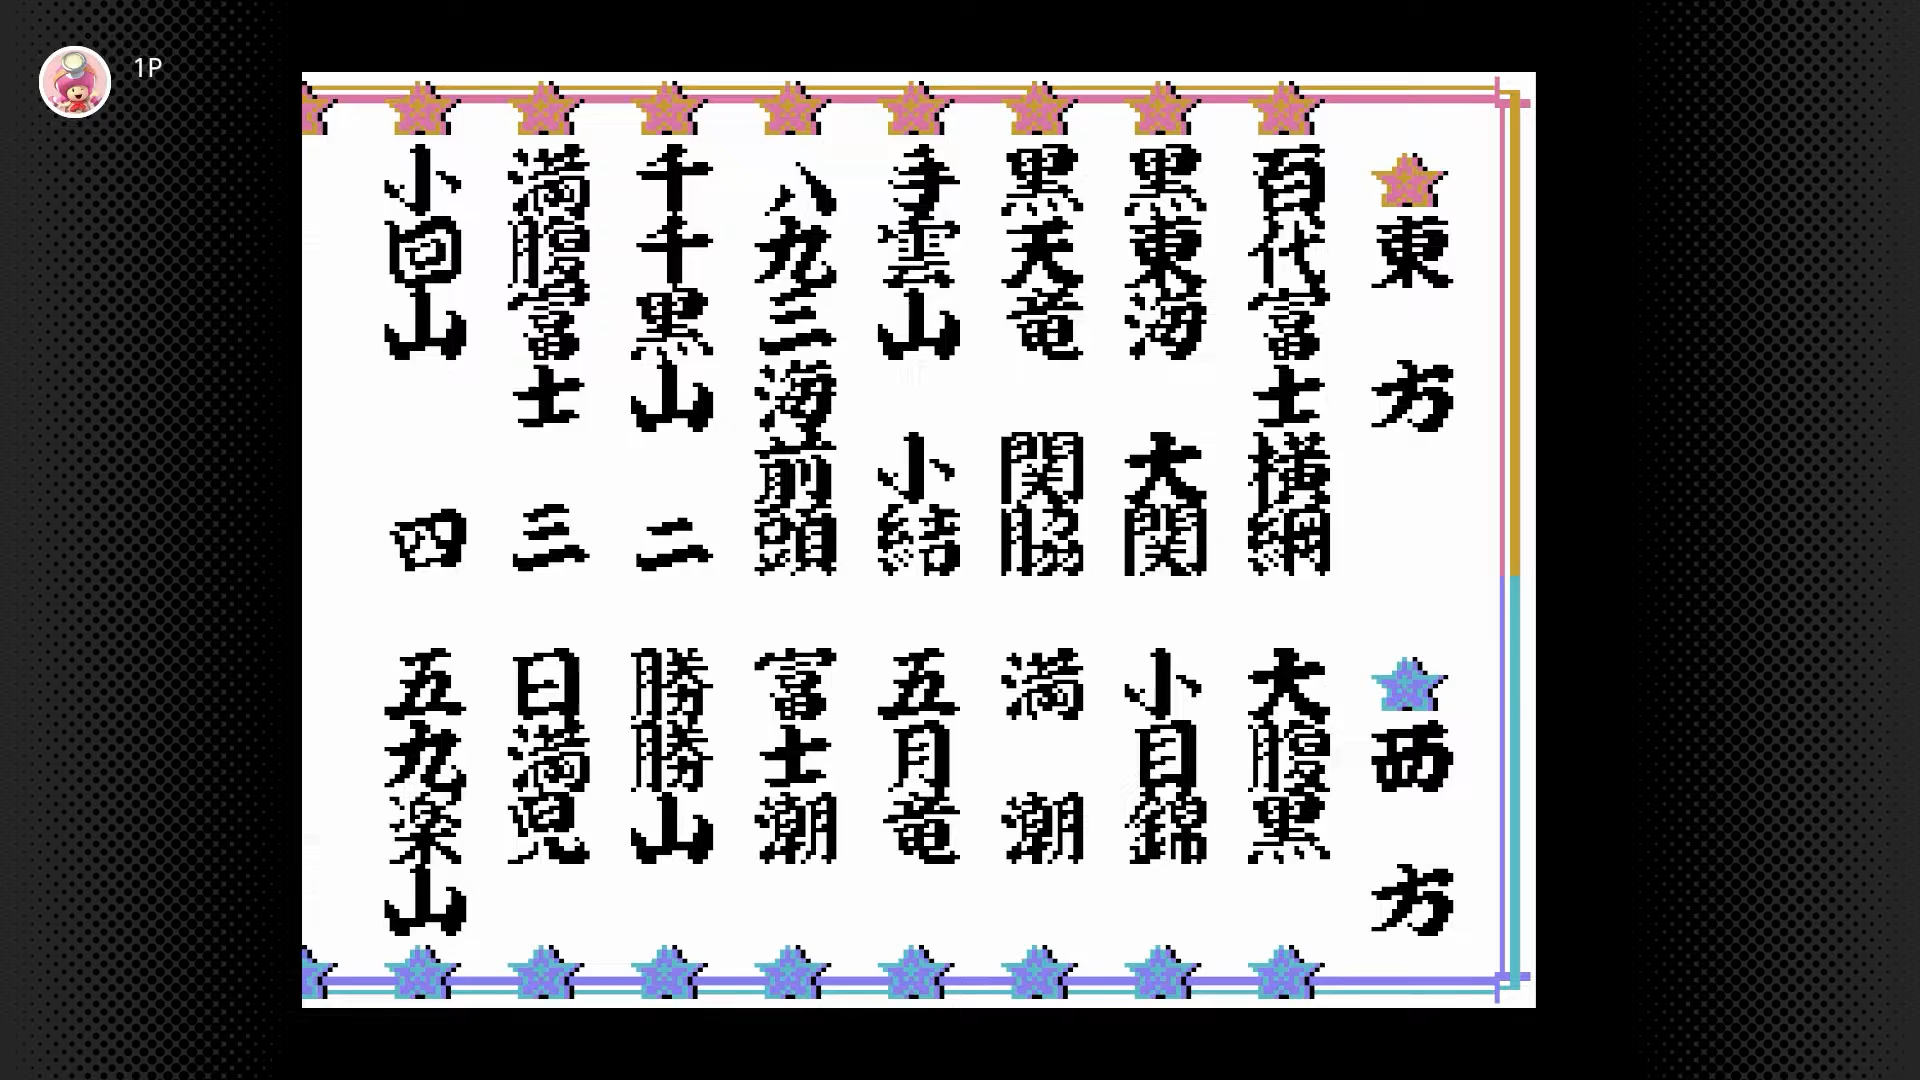 1P
東方
百代富士横綱
黒東海 大関
黒天竜 関脇
手雲山 小結
八九三海前頭
千千黒山 二
満腹富士 三
小回山 四
西方
大腹黒
小目錦
満潮
五月竜
富士潮
勝勝山
日満児
五九楽山